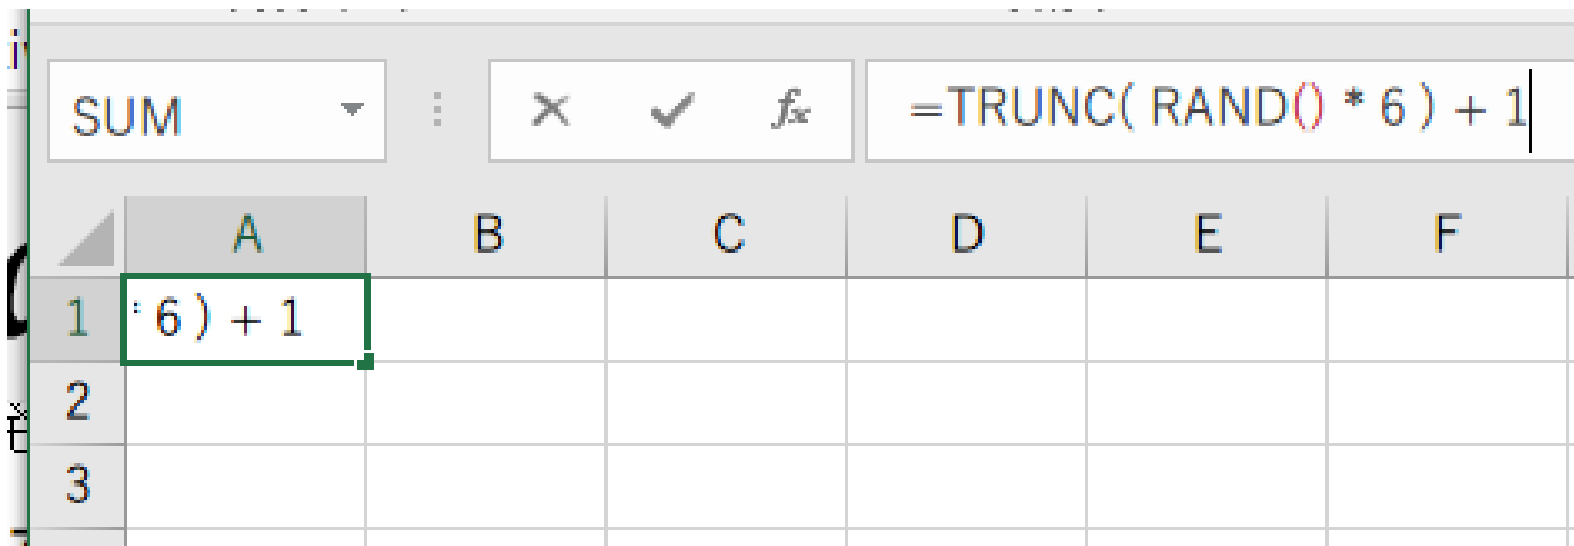 SUM fx =TRUNC( RAND() * 6 ) + 1
A B C D E F
1 6 ) + 1
2
3